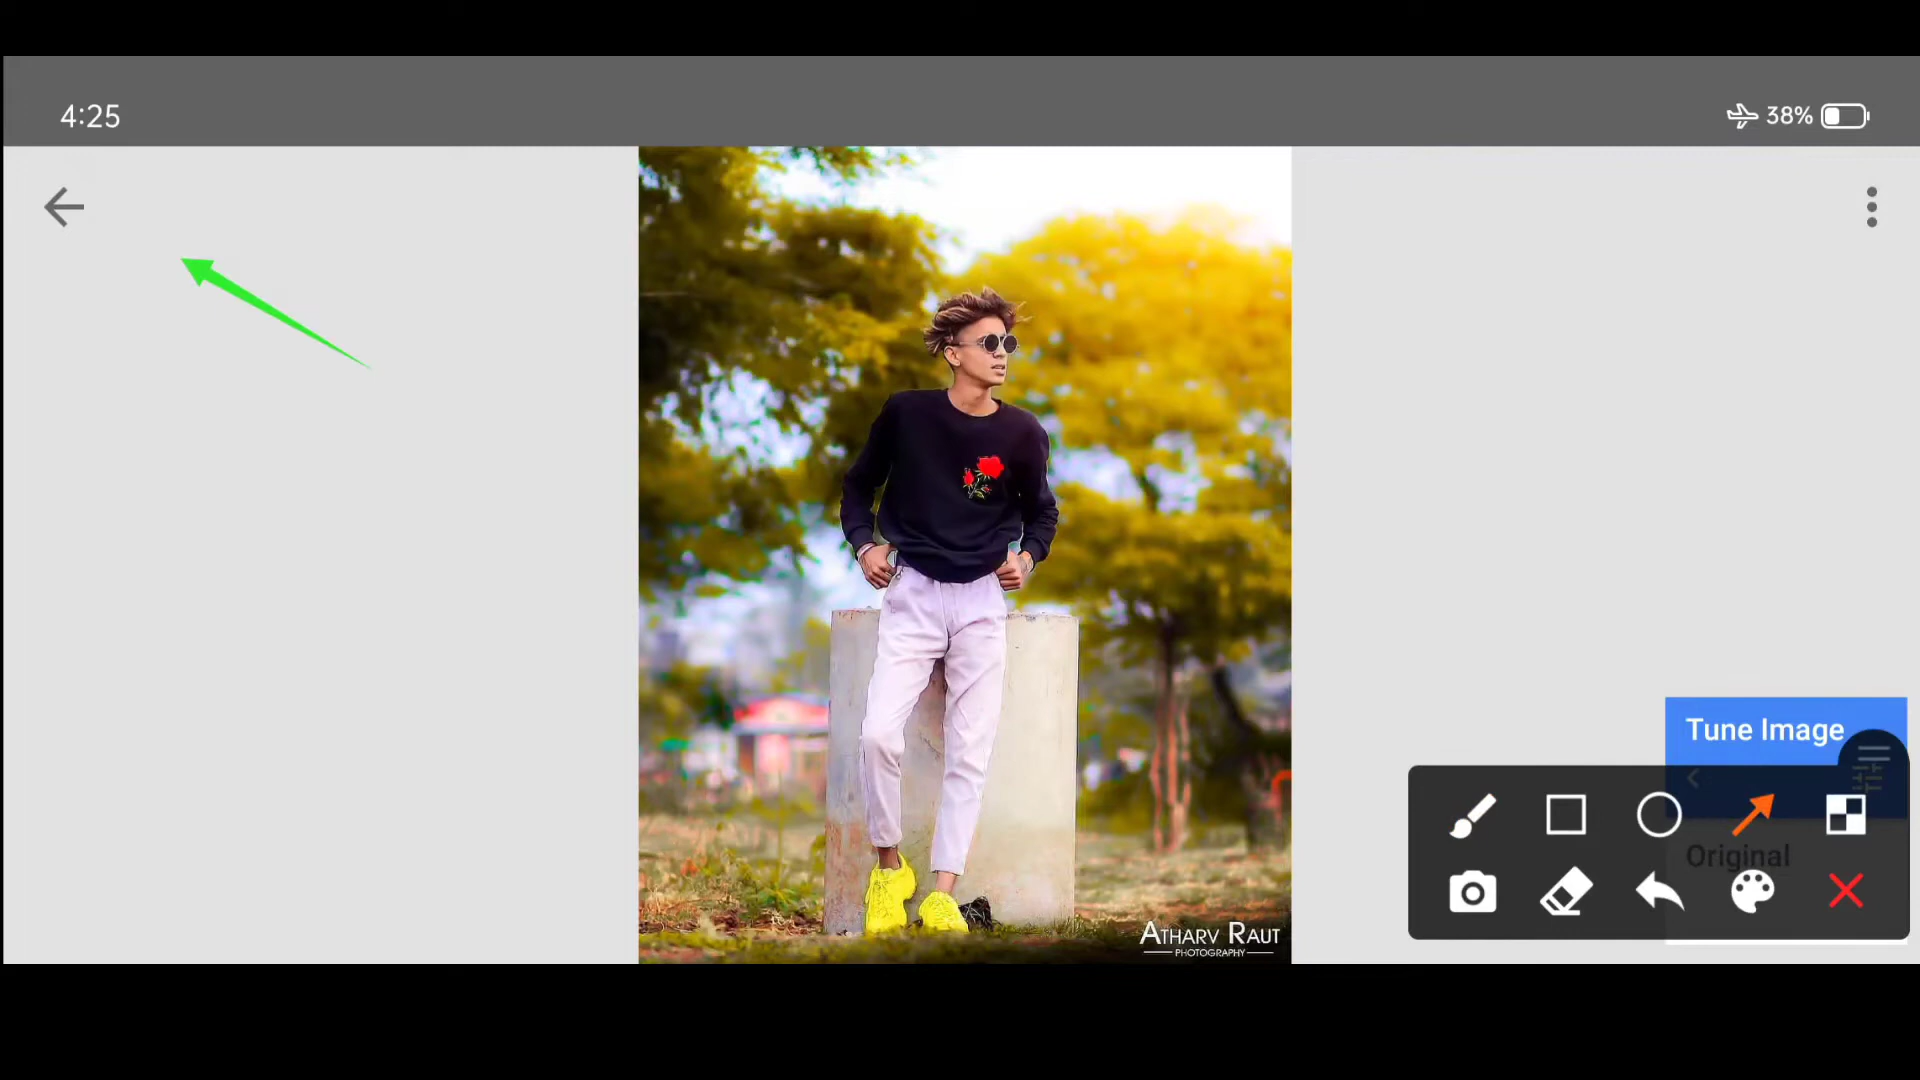 4:25
38%
Tune Image
Original
ATHARV RAUT
PHOTOGRAPHY